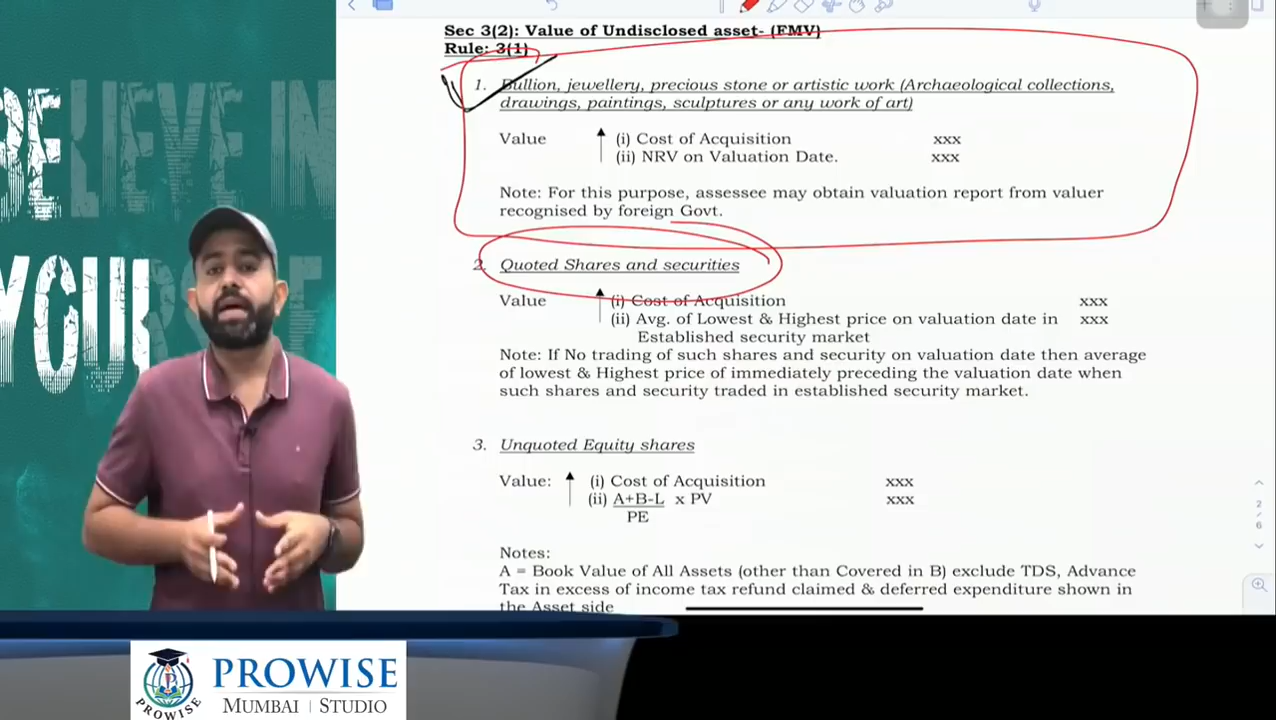 BELIEVE IN
YOURSELF
Sec 3(2): Value of Undisclosed asset- (FMV)
Rule: 3(1)
1. Bullion, jewellery, precious stone or artistic work (Archaeological collections,
drawings, paintings, sculptures or any work of art)
Value (i) Cost of Acquisition xxx
(ii) NRV on Valuation Date. xxx
Note: For this purpose, assessee may obtain valuation report from valuer
recognised by foreign Govt.
2. Quoted Shares and securities
Value (i) Cost of Acquisition xxx
(ii) Avg. of Lowest & Highest price on valuation date in xxx
Established security market
Note: If No trading of such shares and security on valuation date then average
of lowest & Highest price of immediately preceding the valuation date when
such shares and security traded in established security market.
3. Unquoted Equity shares
Value: (i) Cost of Acquisition xxx
(ii) A+B-L x PV xxx
PE
Notes:
A = Book Value of All Assets (other than Covered in B) exclude TDS, Advance
Tax in excess of income tax refund claimed & deferred expenditure shown in
the Asset side
2
6
PROWISE
PROWISE
MUMBAI | STUDIO